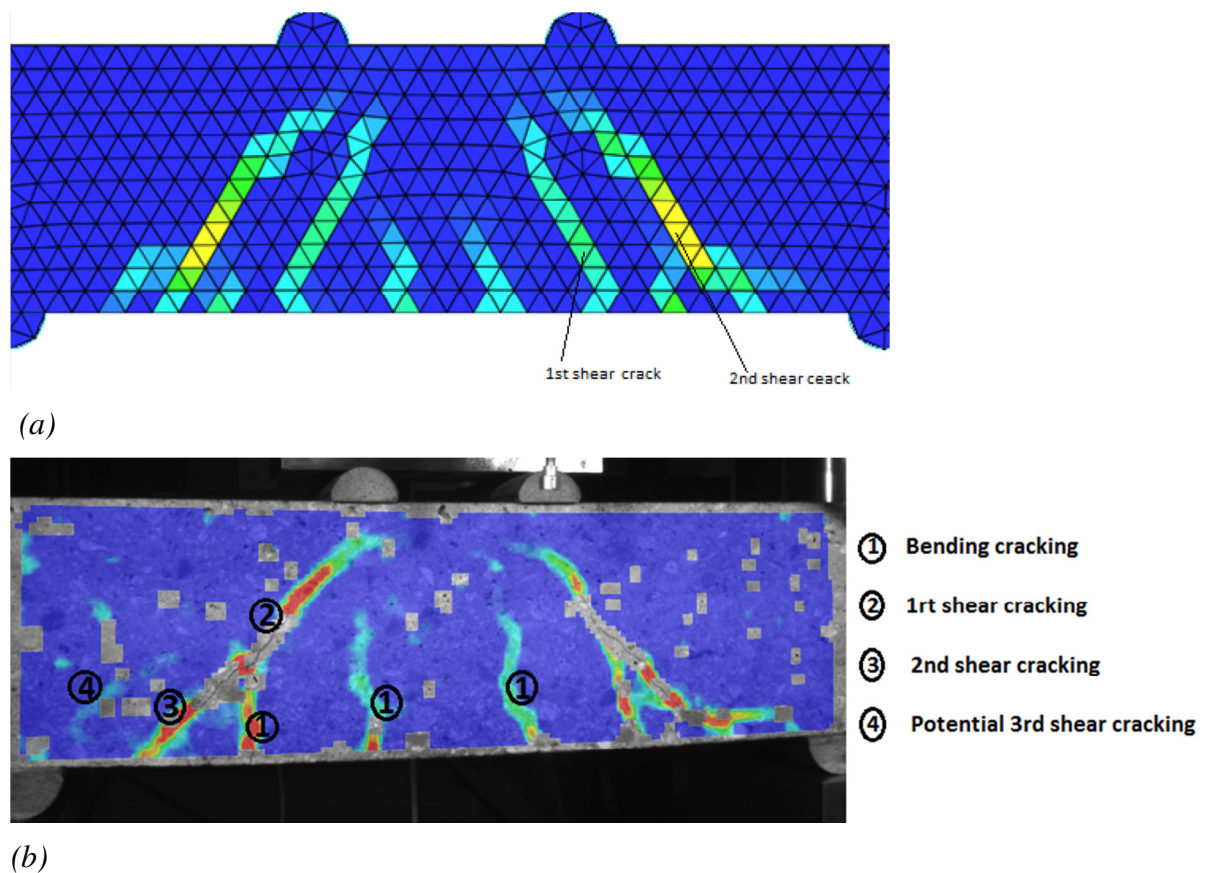 1st shear crack
2nd shear ceack
(a)
① Bending cracking
② 1rt shear cracking
2
③ 2nd shear cracking
4
3
1
1
1
④ Potential 3rd shear cracking
(b)